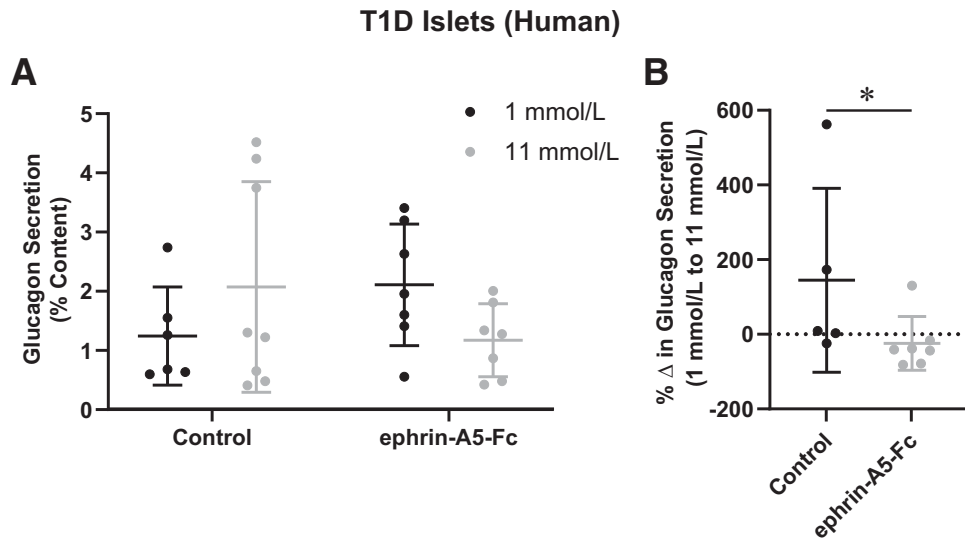 T1D Islets (Human)
A
Glucagon Secretion
(% Content)
5
4
3
2
1
0
1 mmol/L
11 mmol/L
Control
ephrin-A5-Fc
B
% Δ in Glucagon Secretion
(1 mmol/L to 11 mmol/L)
600
400
200
0
-200
*
Control
ephrin-A5-Fc